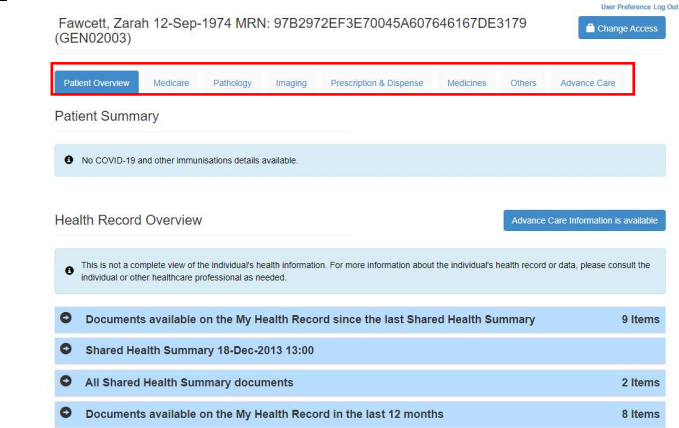 User Preference Log Out
Fawcett, Zarah 12-Sep-1974 MRN: 97B2972EF3E70045A607646167DE3179
(GEN02003)
Change Access
Patient Overview Medicare Pathology Imaging Prescription & Dispense Medicines Others Advance Care
Patient Summary
No COVID-19 and other immunisations details available.
Health Record Overview
Advance Care Information is available
This is not a complete view of the individual's health information. For more information about the individual's health record or data, please consult the
individual or other healthcare professional as needed.
Documents available on the My Health Record since the last Shared Health Summary 9 Items
Shared Health Summary 18-Dec-2013 13:00
All Shared Health Summary documents 2 Items
Documents available on the My Health Record in the last 12 months 8 Items